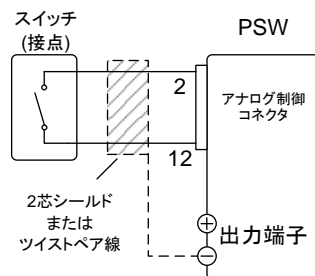 スイッチ
(接点)
PSW
2
アナログ制御
コネクタ
12
2芯シールド
または
ツイストペア線
+
出力端子
-